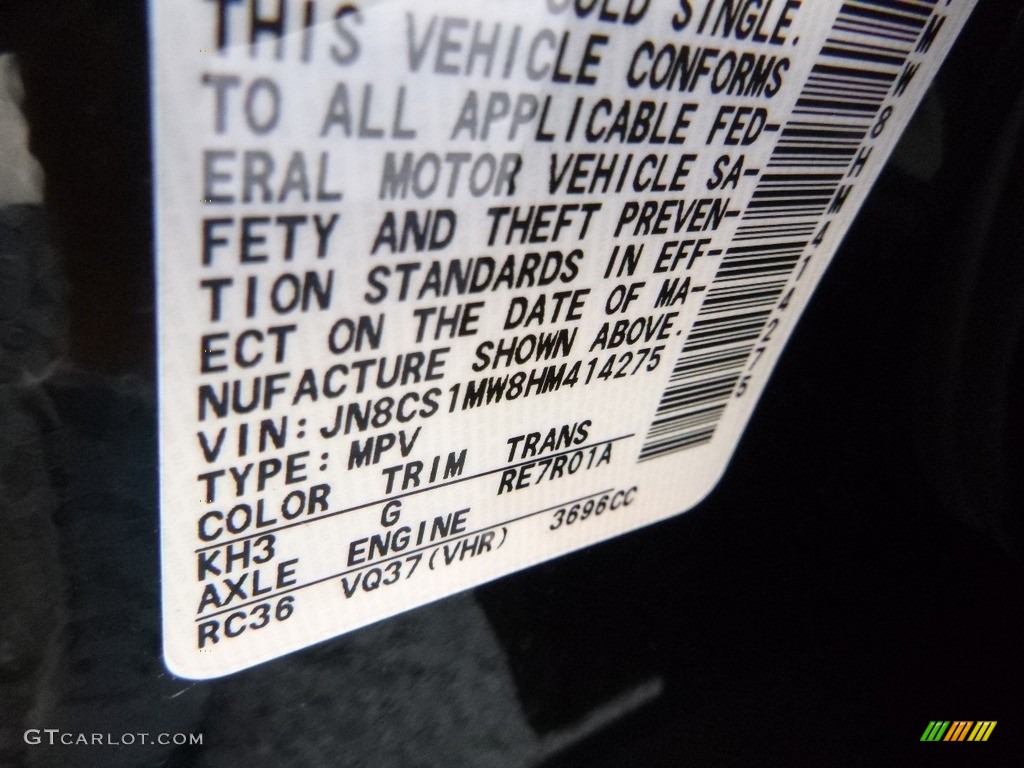 COLD SINGLE.
THIS VEHICLE CONFORMS
TO ALL APPLICABLE FED-
ERAL MOTOR VEHICLE SA-
FETY AND THEFT PREVEN-
TION STANDARDS IN EFF-
ECT ON THE DATE OF MA-
NUFACTURE SHOWN ABOVE.
VIN: JN8CS1MW8HM414275
TYPE: MPV
COLOR TRIM TRANS
KH3 G RE7R01A
AXLE ENGINE
RC36 VQ37(VHR) 3696CC
MW8HM414275
GTCARLOT.COM